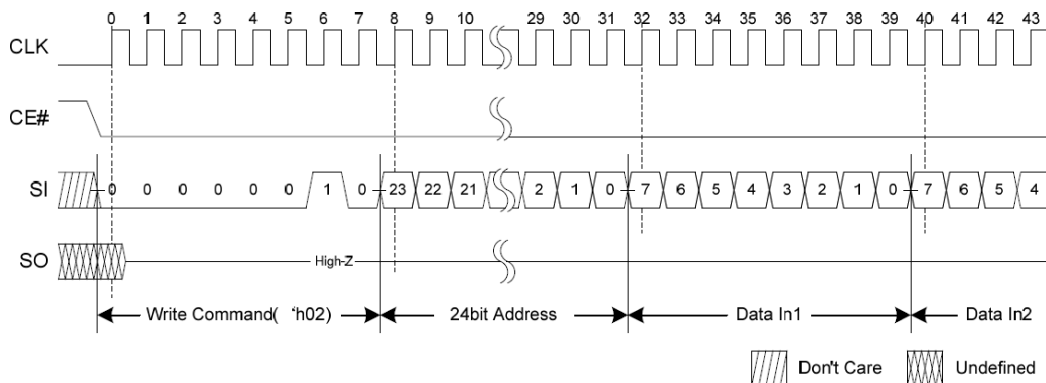 0 1 2 3 4 5 6 7 8 9 10 29 30 31 32 33 34 35 36 37 38 39 40 41 42 43
CLK
CE#
SI 0 0 0 0 0 0 1 0 23 22 21 2 1 0 7 6 5 4 3 2 1 0 7 6 5 4
SO High-Z
Write Command( 'h02) 24bit Address Data In1 Data In2
Don't Care Undefined